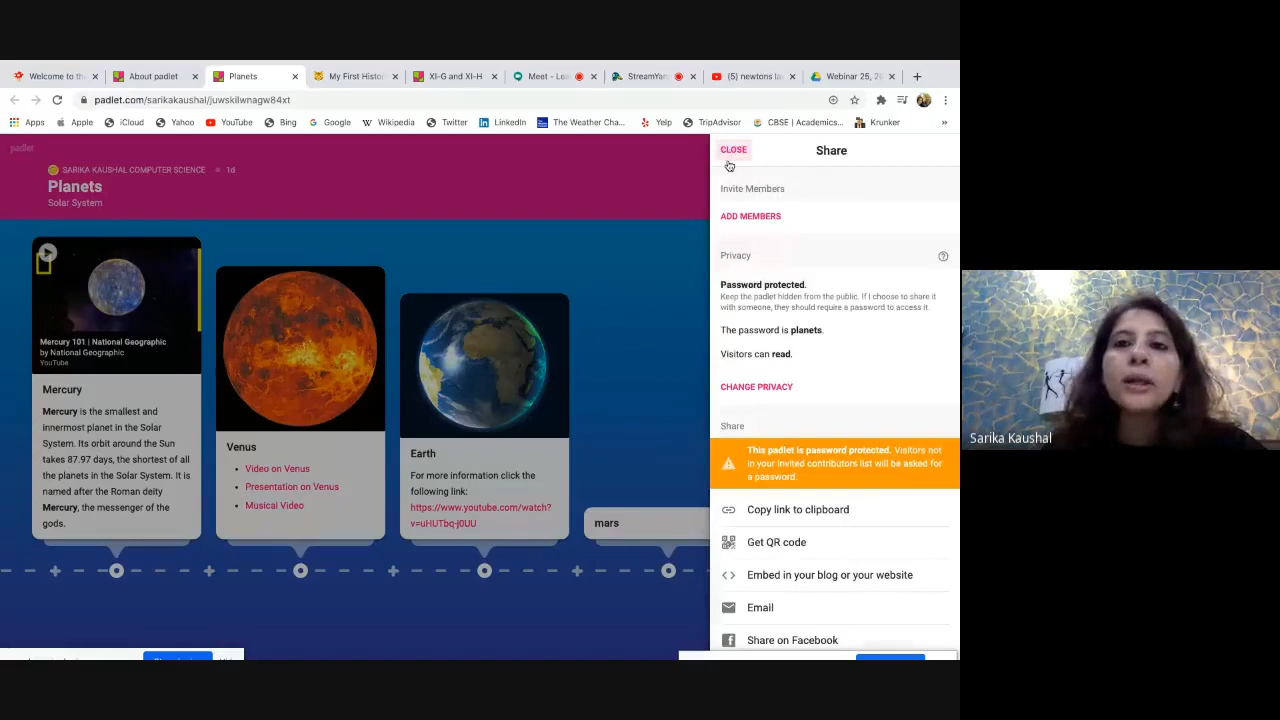 Welcome to the
About padlet
Planets
My First Histo
XI-G and XI-H
Meet - Le
StreamYar
(5) newtons la
Webinar 25, 2
padlet.com/sarikakaushal/juwskilwnagw84xt
Apps
Apple
iCloud
Yahoo
YouTube
Bing
Google
Wikipedia
Twitter
LinkedIn
The Weather Cha...
Yelp
TripAdvisor
CBSE | Academics...
Krunker
padlet
SARIKA KAUSHAL COMPUTER SCIENCE 1d
Planets
Solar System
Mercury 101 | National Geographic
by National Geographic
YouTube
Mercury
Mercury is the smallest and
innermost planet in the Solar
System. Its orbit around the Sun
takes 87.97 days, the shortest of all
the planets in the Solar System. It is
named after the Roman deity
Mercury, the messenger of the
gods.
Venus
Video on Venus
Presentation on Venus
Musical Video
Earth
For more information click the
following link:
https://www.youtube.com/watch?
v=uHUTbq-j0UU
mars
CLOSE
Share
Invite Members
ADD MEMBERS
Privacy
Password protected.
Keep the padlet hidden from the public. If I choose to share it
with someone, they should require a password to access it.
The password is planets.
Visitors can read.
CHANGE PRIVACY
Share
This padlet is password protected. Visitors not
in your invited contributors list will be asked for
a password.
Copy link to clipboard
Get QR code
Embed in your blog or your website
Email
Share on Facebook
Sarika Kaushal